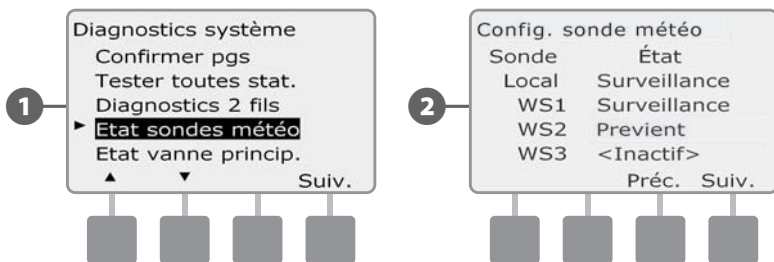 1
Diagnostics système
Confirmer pgs
Tester toutes stat.
Diagnostics 2 fils
► Etat sondes météo
Etat vanne princip.
▲ ▼ Suiv.
2
Config. sonde météo
Sonde État
Local Surveillance
WS1 Surveillance
WS2 Previent
WS3 <Inactif>
Préc. Suiv.